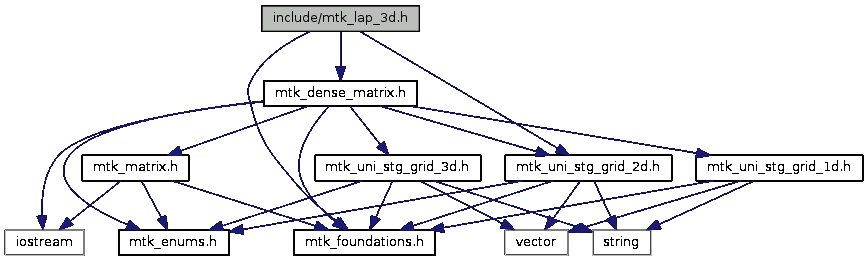 include/mtk_lap_3d.h
mtk_dense_matrix.h
mtk_matrix.h
mtk_uni_stg_grid_3d.h
mtk_uni_stg_grid_2d.h
mtk_uni_stg_grid_1d.h
iostream
mtk_enums.h
mtk_foundations.h
vector
string